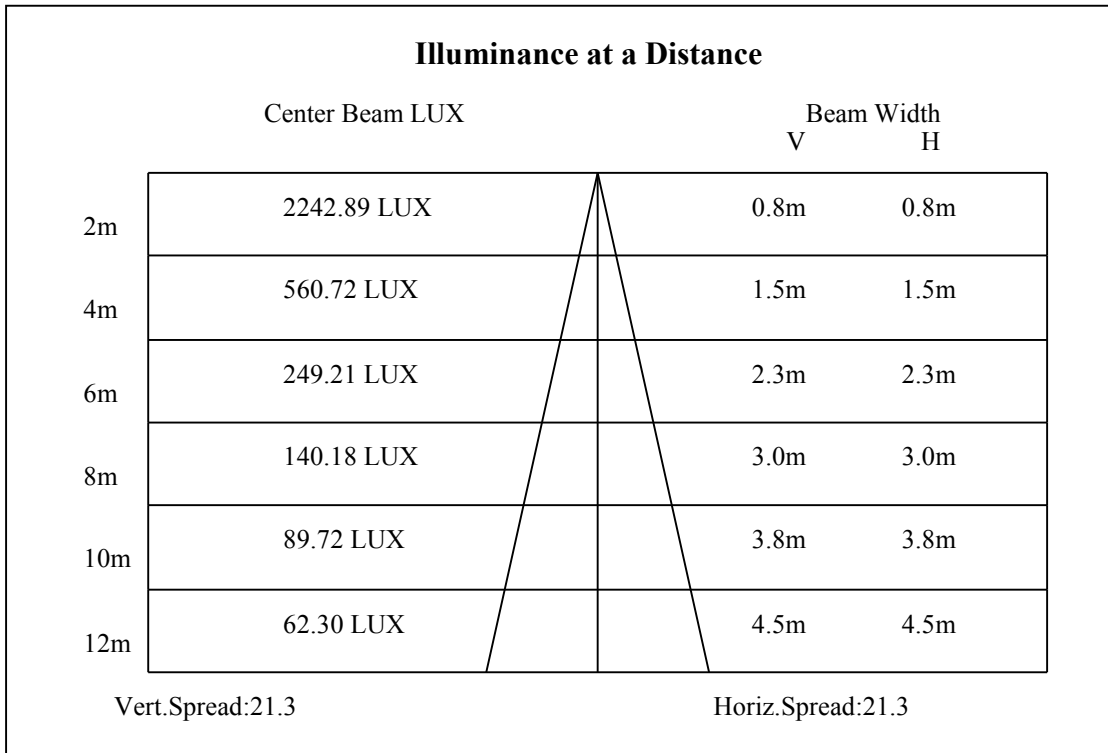 Illuminance at a Distance
Center Beam LUX Beam Width
V H
2m 2242.89 LUX 0.8m 0.8m
4m 560.72 LUX 1.5m 1.5m
6m 249.21 LUX 2.3m 2.3m
8m 140.18 LUX 3.0m 3.0m
10m 89.72 LUX 3.8m 3.8m
12m 62.30 LUX 4.5m 4.5m
Vert.Spread:21.3 Horiz.Spread:21.3